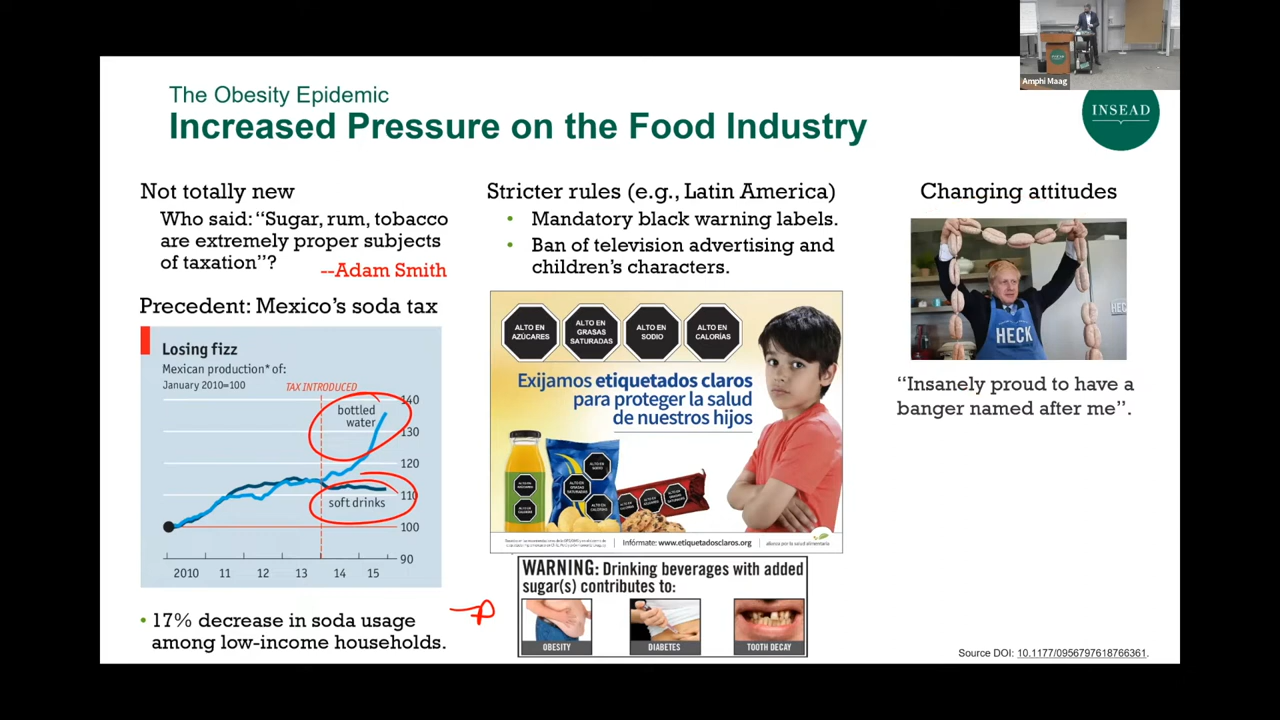 Amphi Maag
INSEAD
The Obesity Epidemic
Increased Pressure on the Food Industry
Not totally new
Who said: “Sugar, rum, tobacco
are extremely proper subjects
of taxation”?
--Adam Smith
Precedent: Mexico’s soda tax
Losing fizz
Mexican production* of:
January 2010=100
TAX INTRODUCED
bottled
water
soft drinks
140
130
120
110
100
90
2010 11 12 13 14 15
• 17% decrease in soda usage
among low-income households.
Stricter rules (e.g., Latin America)
• Mandatory black warning labels.
• Ban of television advertising and
children’s characters.
ALTO EN
AZÚCARES
ALTO EN
GRASAS
SATURADAS
ALTO EN
SODIO
ALTO EN
CALORÍAS
Exijamos etiquetados claros
para proteger la salud
de nuestros hijos
Infórmate: www.etiquetadosclaros.org
alianza por la salud alimentaria
WARNING: Drinking beverages with added
sugar(s) contributes to:
OBESITY
DIABETES
TOOTH DECAY
Changing attitudes
HECK
“Insanely proud to have a
banger named after me”.
Source DOI: 10.1177/0956797618766361.